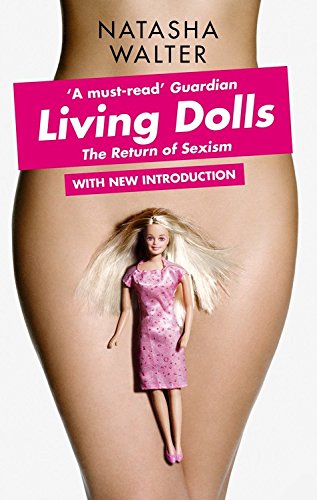 NATASHA
WALTER
‘A must-read’ Guardian
Living Dolls
The Return of Sexism
WITH NEW INTRODUCTION